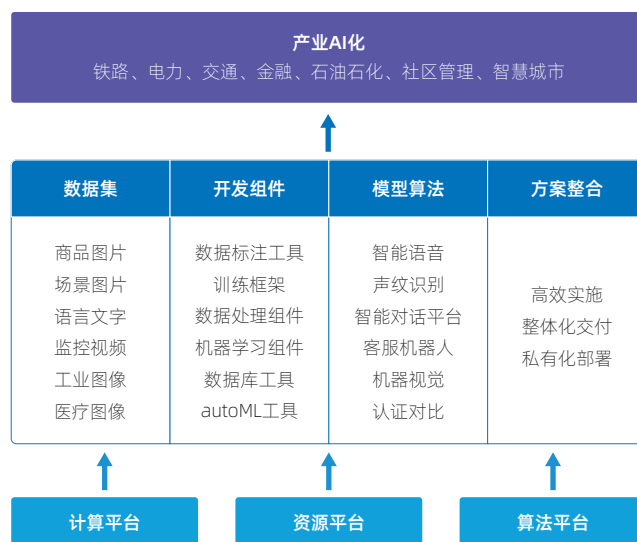 产业AI化
铁路、电力、交通、金融、石油石化、社区管理、智慧城市
数据集
开发组件
模型算法
方案整合
商品图片
场景图片
语言文字
监控视频
工业图像
医疗图像
数据标注工具
训练框架
数据处理组件
机器学习组件
数据库工具
autoML工具
智能语音
声纹识别
智能对话平台
客服机器人
机器视觉
认证对比
高效实施
整体化交付
私有化部署
计算平台
资源平台
算法平台